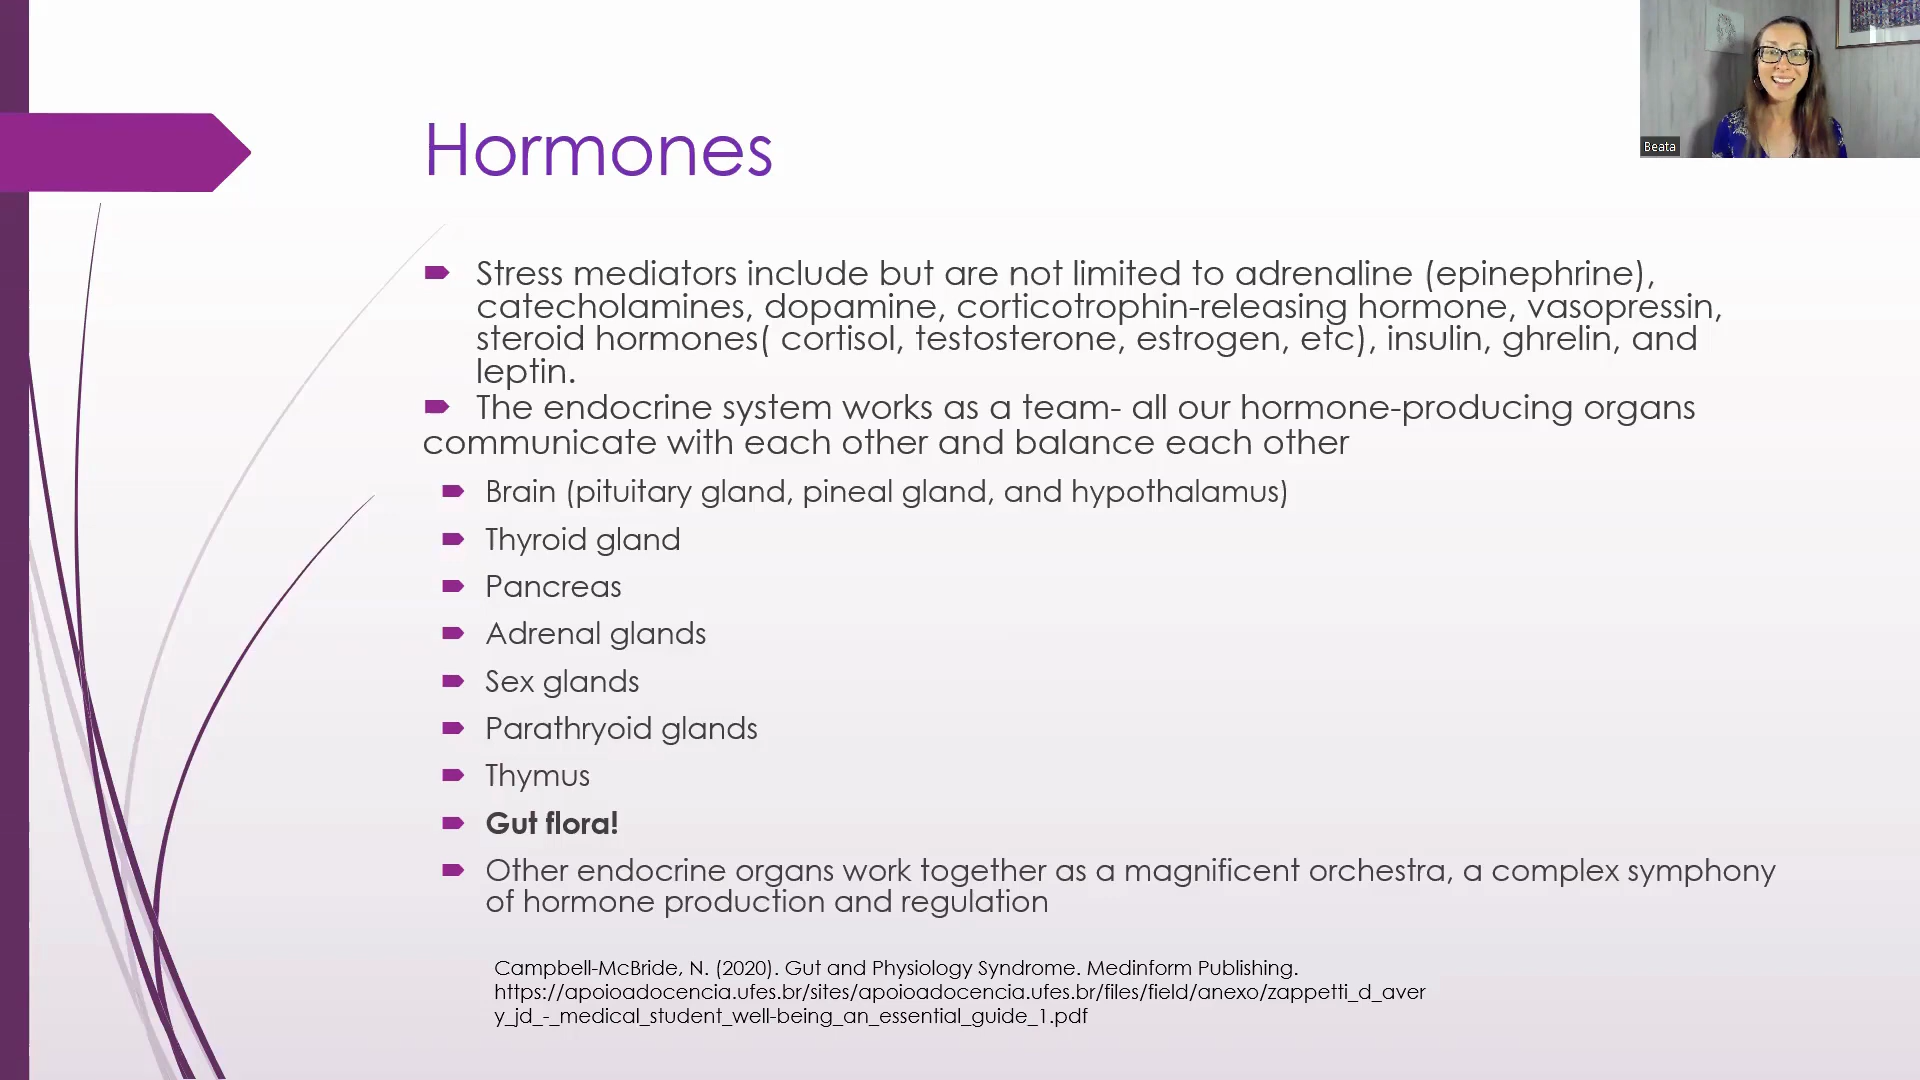 Beata
Hormones
Stress mediators include but are not limited to adrenaline (epinephrine),
catecholamines, dopamine, corticotrophin-releasing hormone, vasopressin,
steroid hormones( cortisol, testosterone, estrogen, etc), insulin, ghrelin, and
leptin.
The endocrine system works as a team- all our hormone-producing organs
communicate with each other and balance each other
Brain (pituitary gland, pineal gland, and hypothalamus)
Thyroid gland
Pancreas
Adrenal glands
Sex glands
Parathryoid glands
Thymus
Gut flora!
Other endocrine organs work together as a magnificent orchestra, a complex symphony
of hormone production and regulation
Campbell-McBride, N. (2020). Gut and Physiology Syndrome. Medinform Publishing.
https://apoioadocencia.ufes.br/sites/apoioadocencia.ufes.br/files/field/anexo/zappetti_d_aver
y_jd_-_medical_student_well-being_an_essential_guide_1.pdf